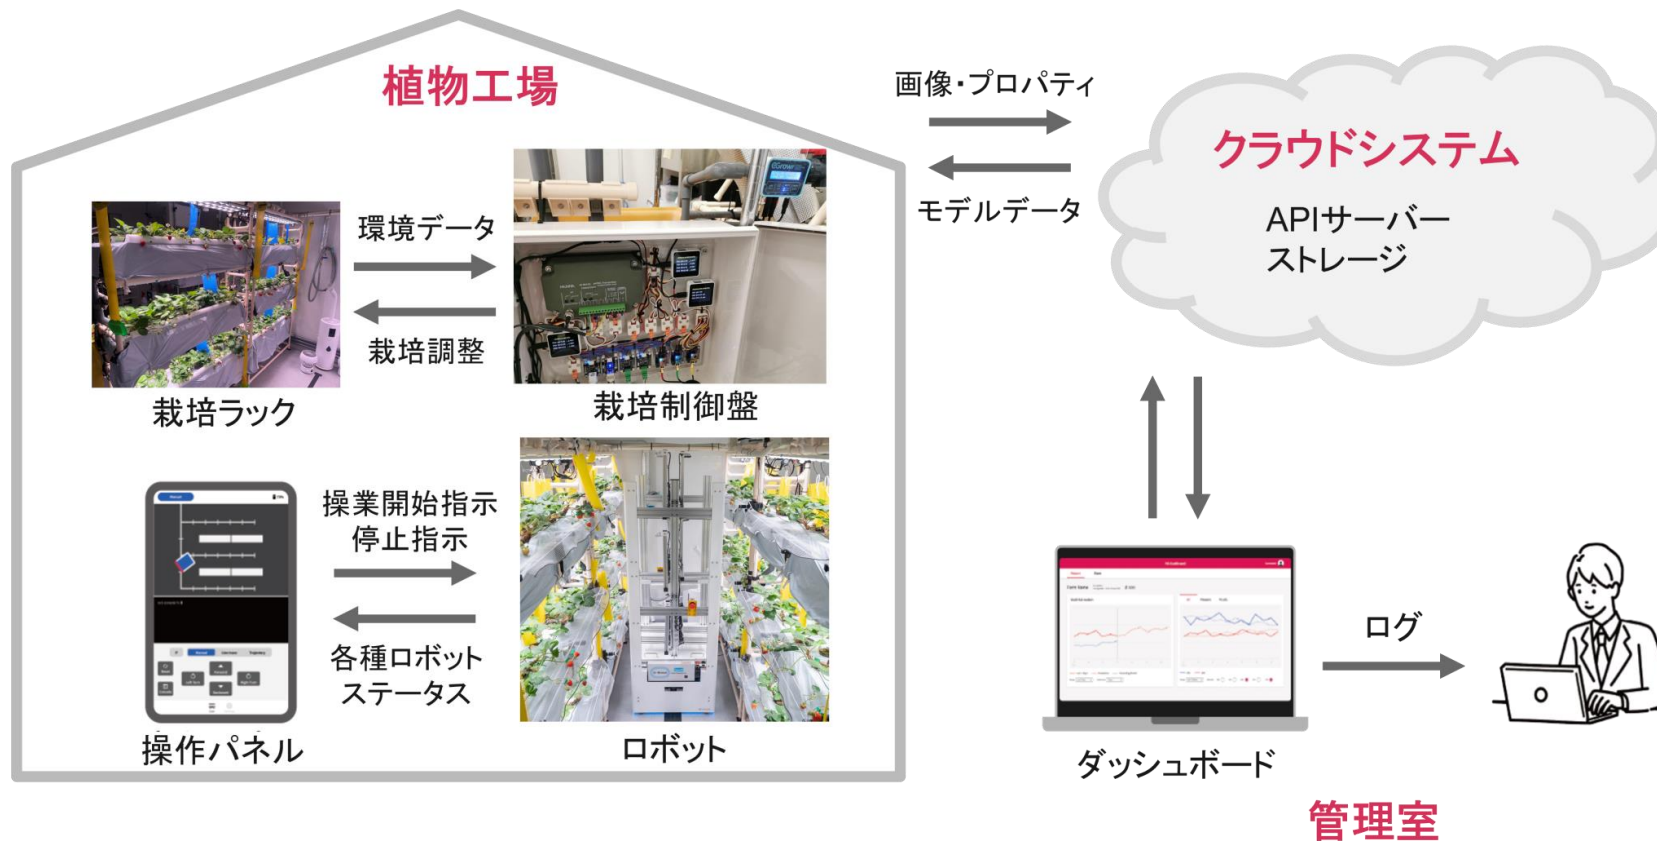 植物工場
画像・プロパティ
モデルデータ
クラウドシステム
APIサーバー
ストレージ
環境データ
栽培調整
栽培ラック
栽培制御盤
操業開始指示
停止指示
各種ロボット
ステータス
操作パネル
ロボット
ダッシュボード
ログ
管理室